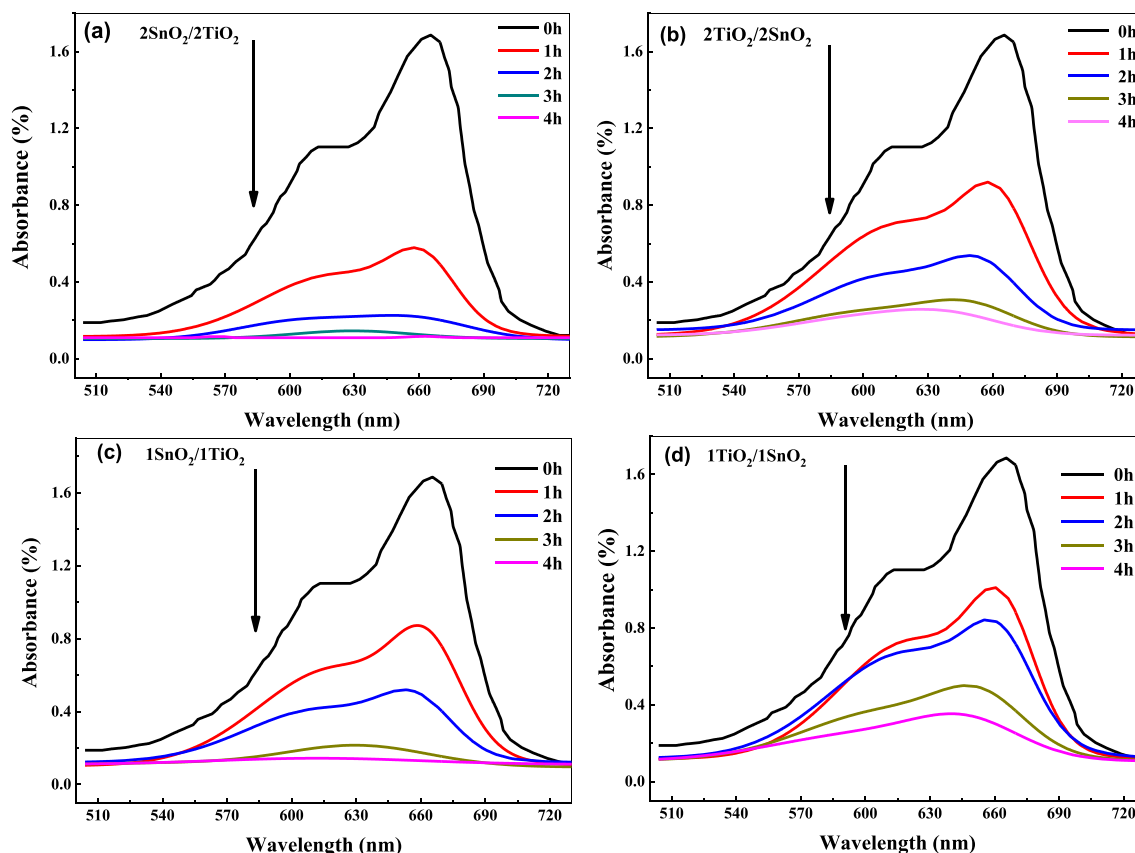 (a)
2SnO₂/2TiO₂
0h
1h
2h
3h
4h
1.6
1.2
0.8
0.4
0.0
Absorbance (%)
510 540 570 600 630 660 690 720
Wavelength (nm)
(b)
2TiO₂/2SnO₂
0h
1h
2h
3h
4h
1.6
1.2
0.8
0.4
0.0
Absorbance (%)
510 540 570 600 630 660 690 720
Wavelength (nm)
(c)
1SnO₂/1TiO₂
0h
1h
2h
3h
4h
1.6
1.2
0.8
0.4
0.0
Absorbance (%)
510 540 570 600 630 660 690 720
Wavelength (nm)
(d)
1TiO₂/1SnO₂
0h
1h
2h
3h
4h
1.6
1.2
0.8
0.4
0.0
Absorbance (%)
510 540 570 600 630 660 690 720
Wavelength (nm)